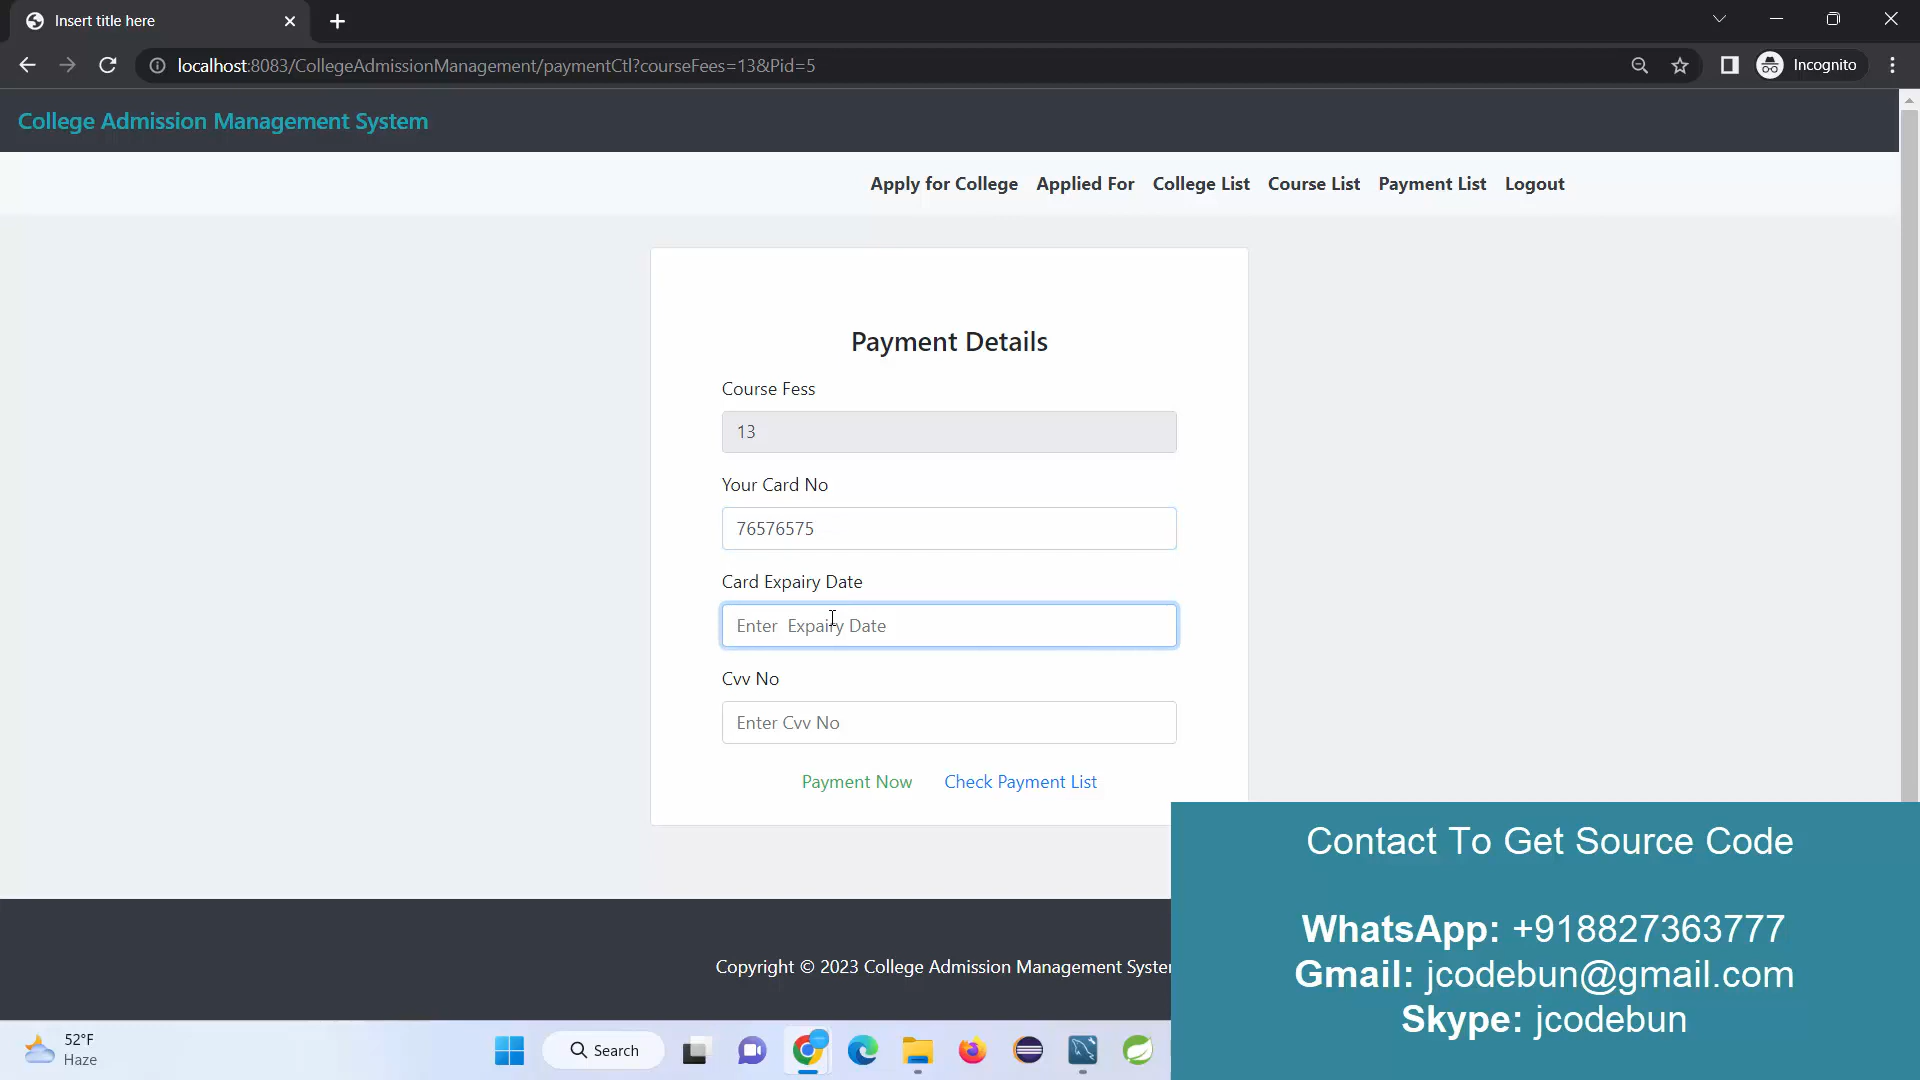 Insert title here
localhost:8083/CollegeAdmissionManagement/paymentCtl?courseFees=13&Pid=5
Incognito
College Admission Management System
Apply for College Applied For College List Course List Payment List Logout
Payment Details
Course Fess
13
Your Card No
76576575
Card Expairy Date
Enter Expairy Date
Cvv No
Enter Cvv No
Payment Now Check Payment List
Contact To Get Source Code
WhatsApp: +918827363777
Gmail: jcodebun@gmail.com
Skype: jcodebun
Copyright © 2023 College Admission Management Syste
52°F
Haze
Search